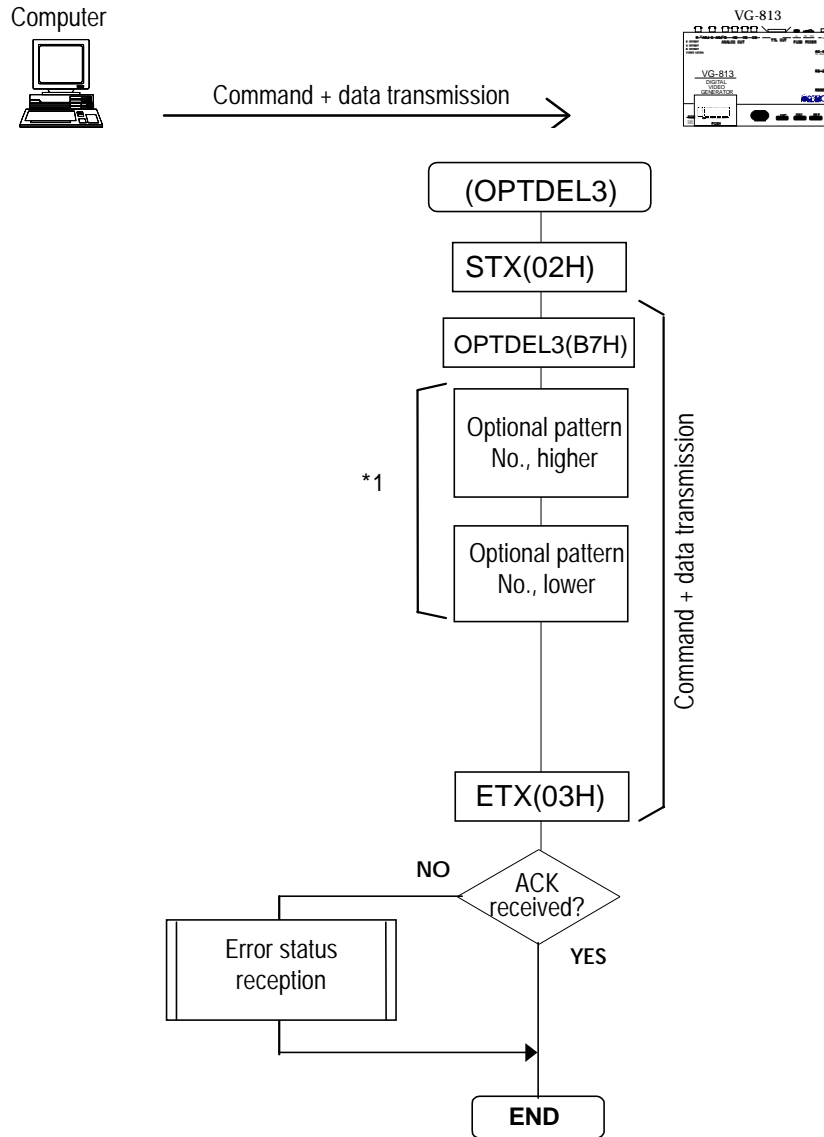 Computer
VG-813
VG-813
DIGITAL
VIDEO
GENERATOR
Command + data transmission
(OPTDEL3)
STX(02H)
OPTDEL3(B7H)
Optional pattern
No., higher
*1
Optional pattern
No., lower
Command + data transmission
ETX(03H)
NO
ACK
received?
YES
Error status
reception
END